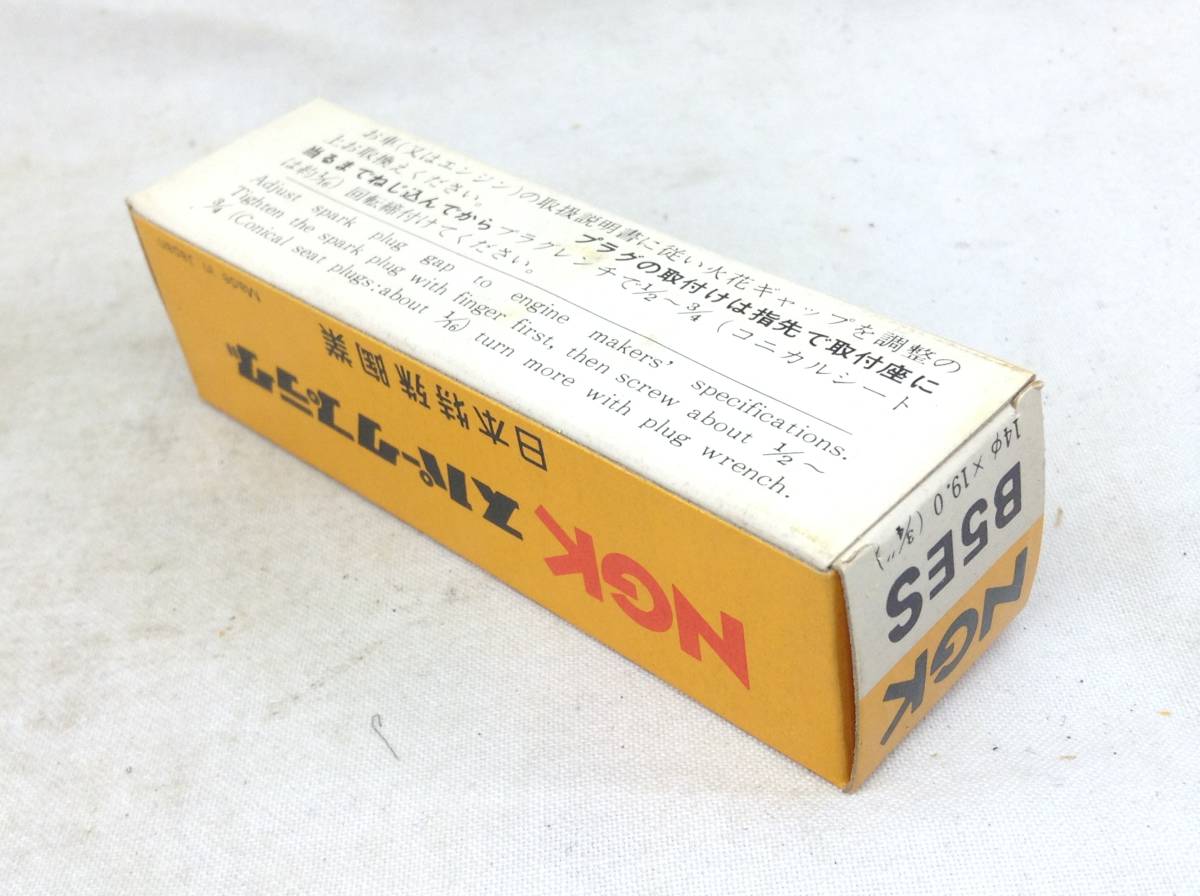 お車(又はエンジン)の取扱説明書に従い火花ギャップを調整の
上お取換えください。 プラグの取付けは指先で取付座に
当るまでねじ込んでからプラグレンチで1/2~3/4 (コニカルシート
は約1/16) 回転締付けてください。
Adjust spark plug gap to engine makers' specifications.
Tighten the spark plug with finger first, then screw about 1/2~
3/4 (Conical seat plugs: about 1/16) turn more with plug wrench.
Made in Japan
日本特殊陶業
NGK スパークプラグ
14φ × 19.0 (3/4")
B5ES
NGK